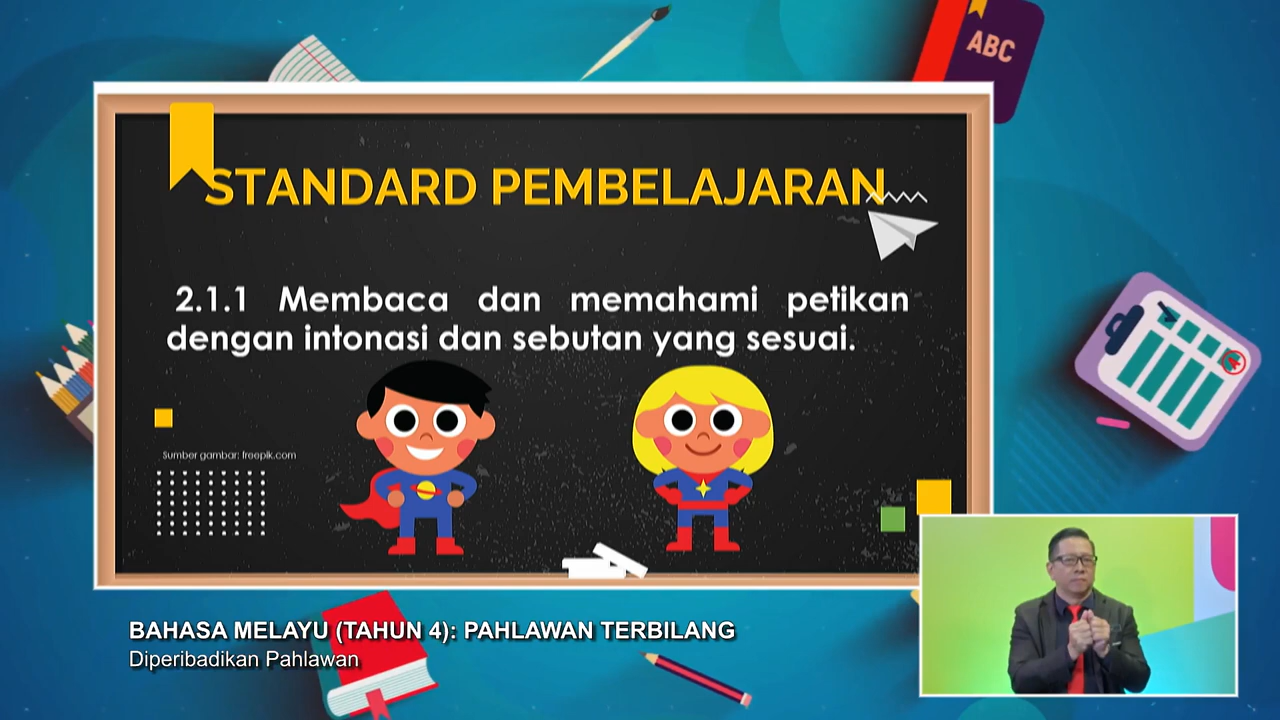 ABC
STANDARD PEMBELAJARAN
2.1.1 Membaca dan memahami petikan
dengan intonasi dan sebutan yang sesuai.
Sumber gambar: freepik.com
BAHASA MELAYU (TAHUN 4): PAHLAWAN TERBILANG
Diperibadikan Pahlawan